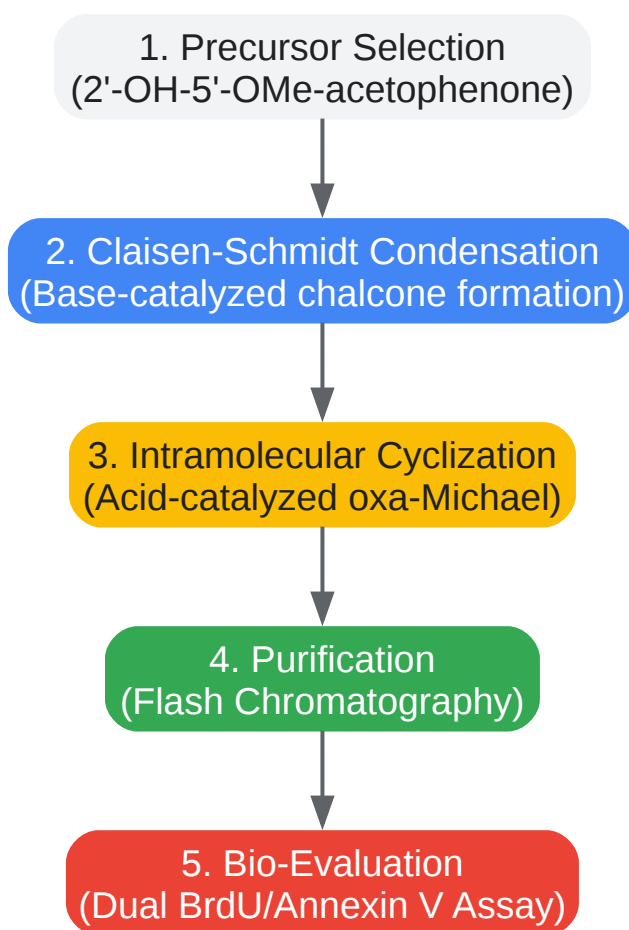 1. Precursor Selection
(2'-OH-5'-OMe-acetophenone)
2. Claisen-Schmidt Condensation
(Base-catalyzed chalcone formation)
3. Intramolecular Cyclization
(Acid-catalyzed oxa-Michael)
4. Purification
(Flash Chromatography)
5. Bio-Evaluation
(Dual BrdU/Annexin V Assay)